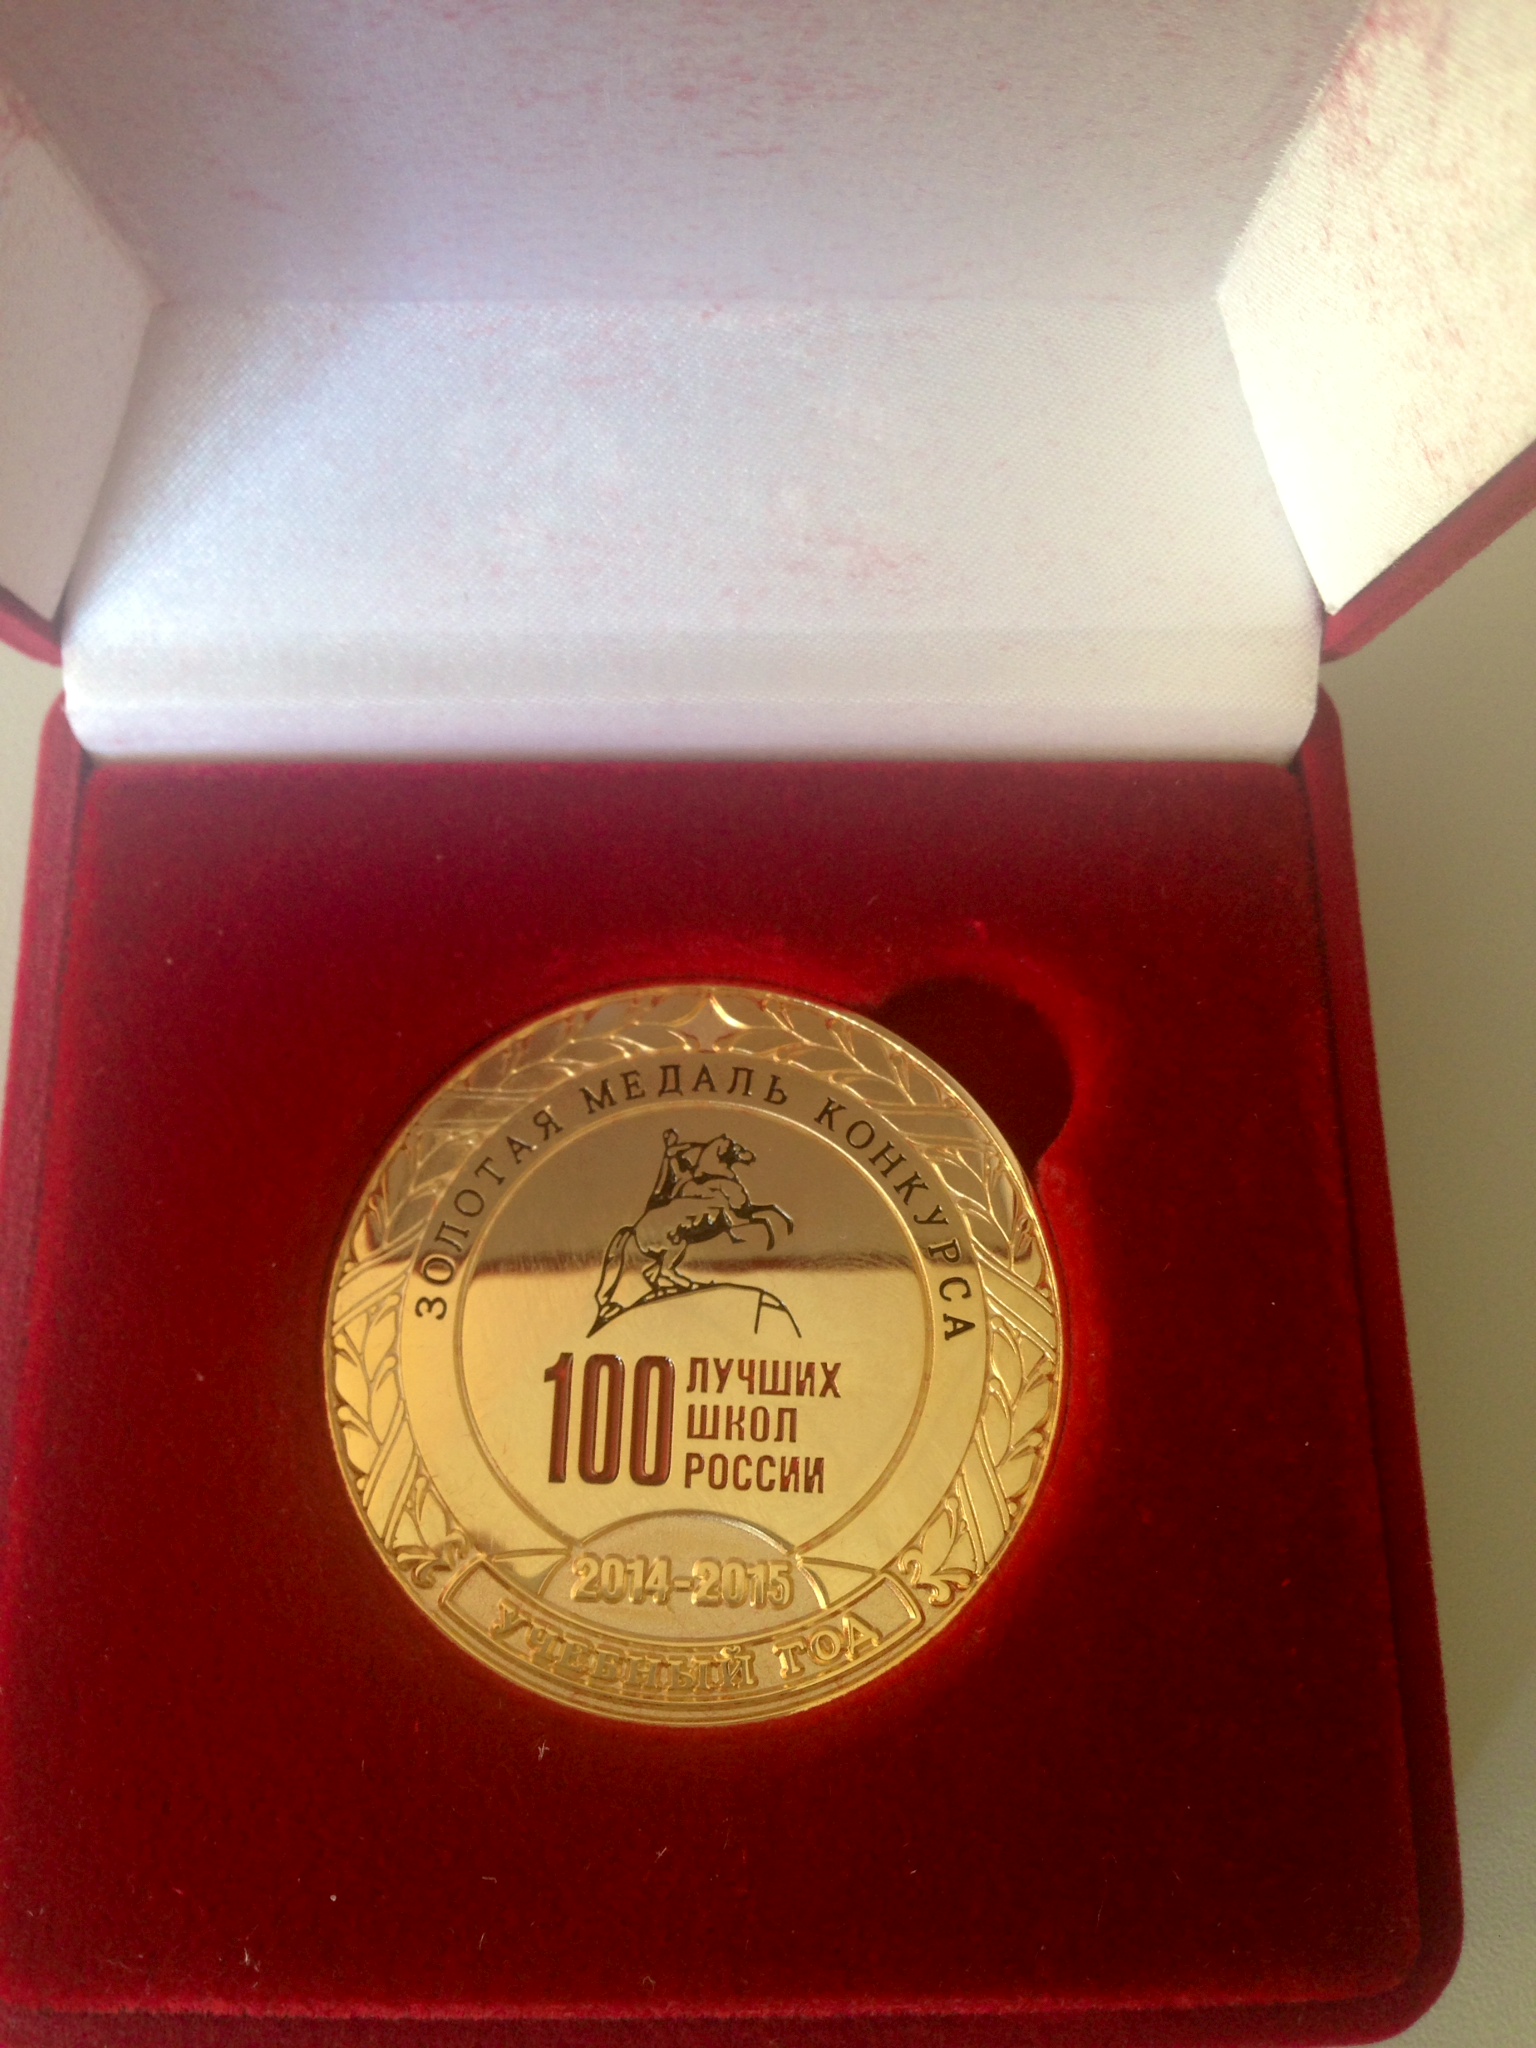 ЗОЛОТАЯ МЕДАЛЬ КОНКУРСА
100 ЛУЧШИХ
ШКОЛ
РОССИИ
2014-2015
УЧЕБНЫЙ ГОД